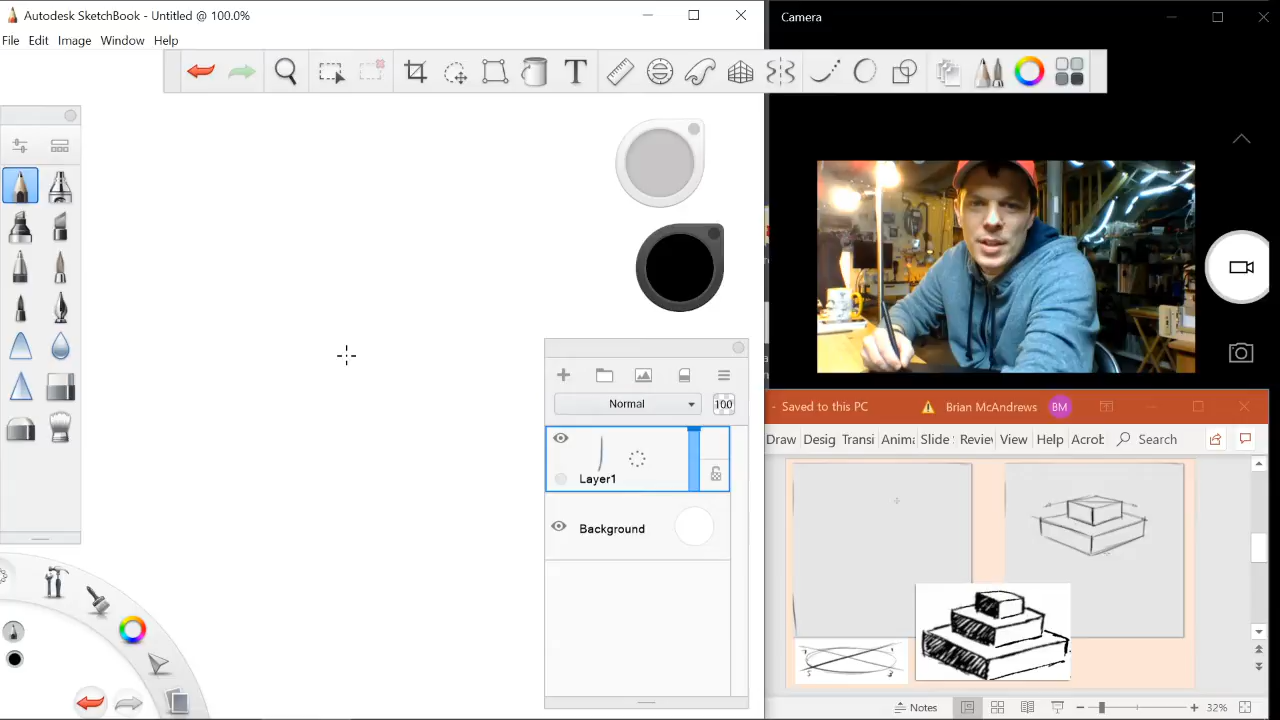 Autodesk SketchBook - Untitled @ 100.0%
File Edit Image Window Help
T
Normal
100
Layer1
Background
Camera
- Saved to this PC
Brian McAndrews
BM
Draw Desig Transi Anima Slide Review View Help Acrob Search
Notes
32%